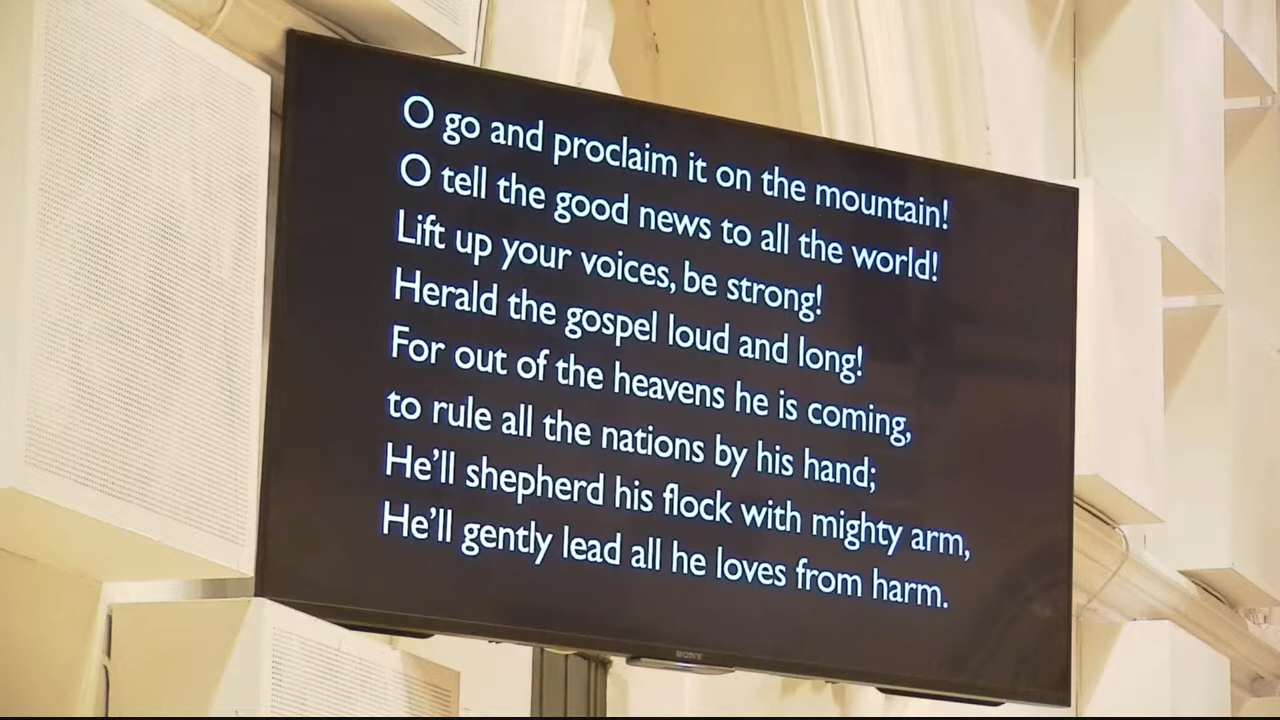 O go and proclaim it on the mountain!
O tell the good news to all the world!
Lift up your voices, be strong!
Herald the gospel loud and long!
For out of the heavens he is coming,
to rule all the nations by his hand;
He’ll shepherd his flock with mighty arm,
He’ll gently lead all he loves from harm.
SONY